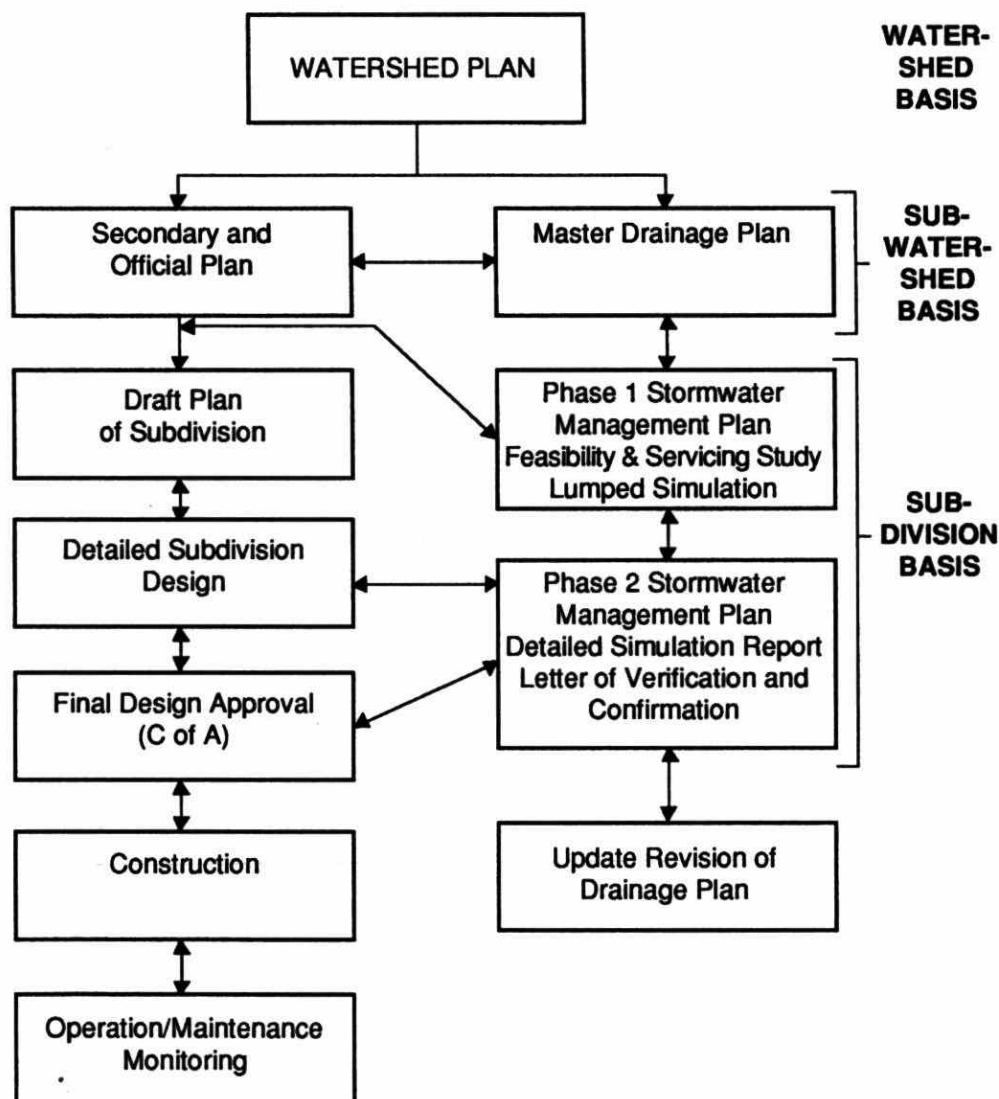 WATERSHED PLAN
WATER-
SHED
BASIS
Secondary and
Official Plan
Master Drainage Plan
SUB-
WATER-
SHED
BASIS
Draft Plan
of Subdivision
Phase 1 Stormwater
Management Plan
Feasibility & Servicing Study
Lumped Simulation
SUB-
DIVISION
BASIS
Detailed Subdivision
Design
Phase 2 Stormwater
Management Plan
Detailed Simulation Report
Letter of Verification and
Confirmation
Final Design Approval
(C of A)
Construction
Update Revision of
Drainage Plan
Operation/Maintenance
Monitoring